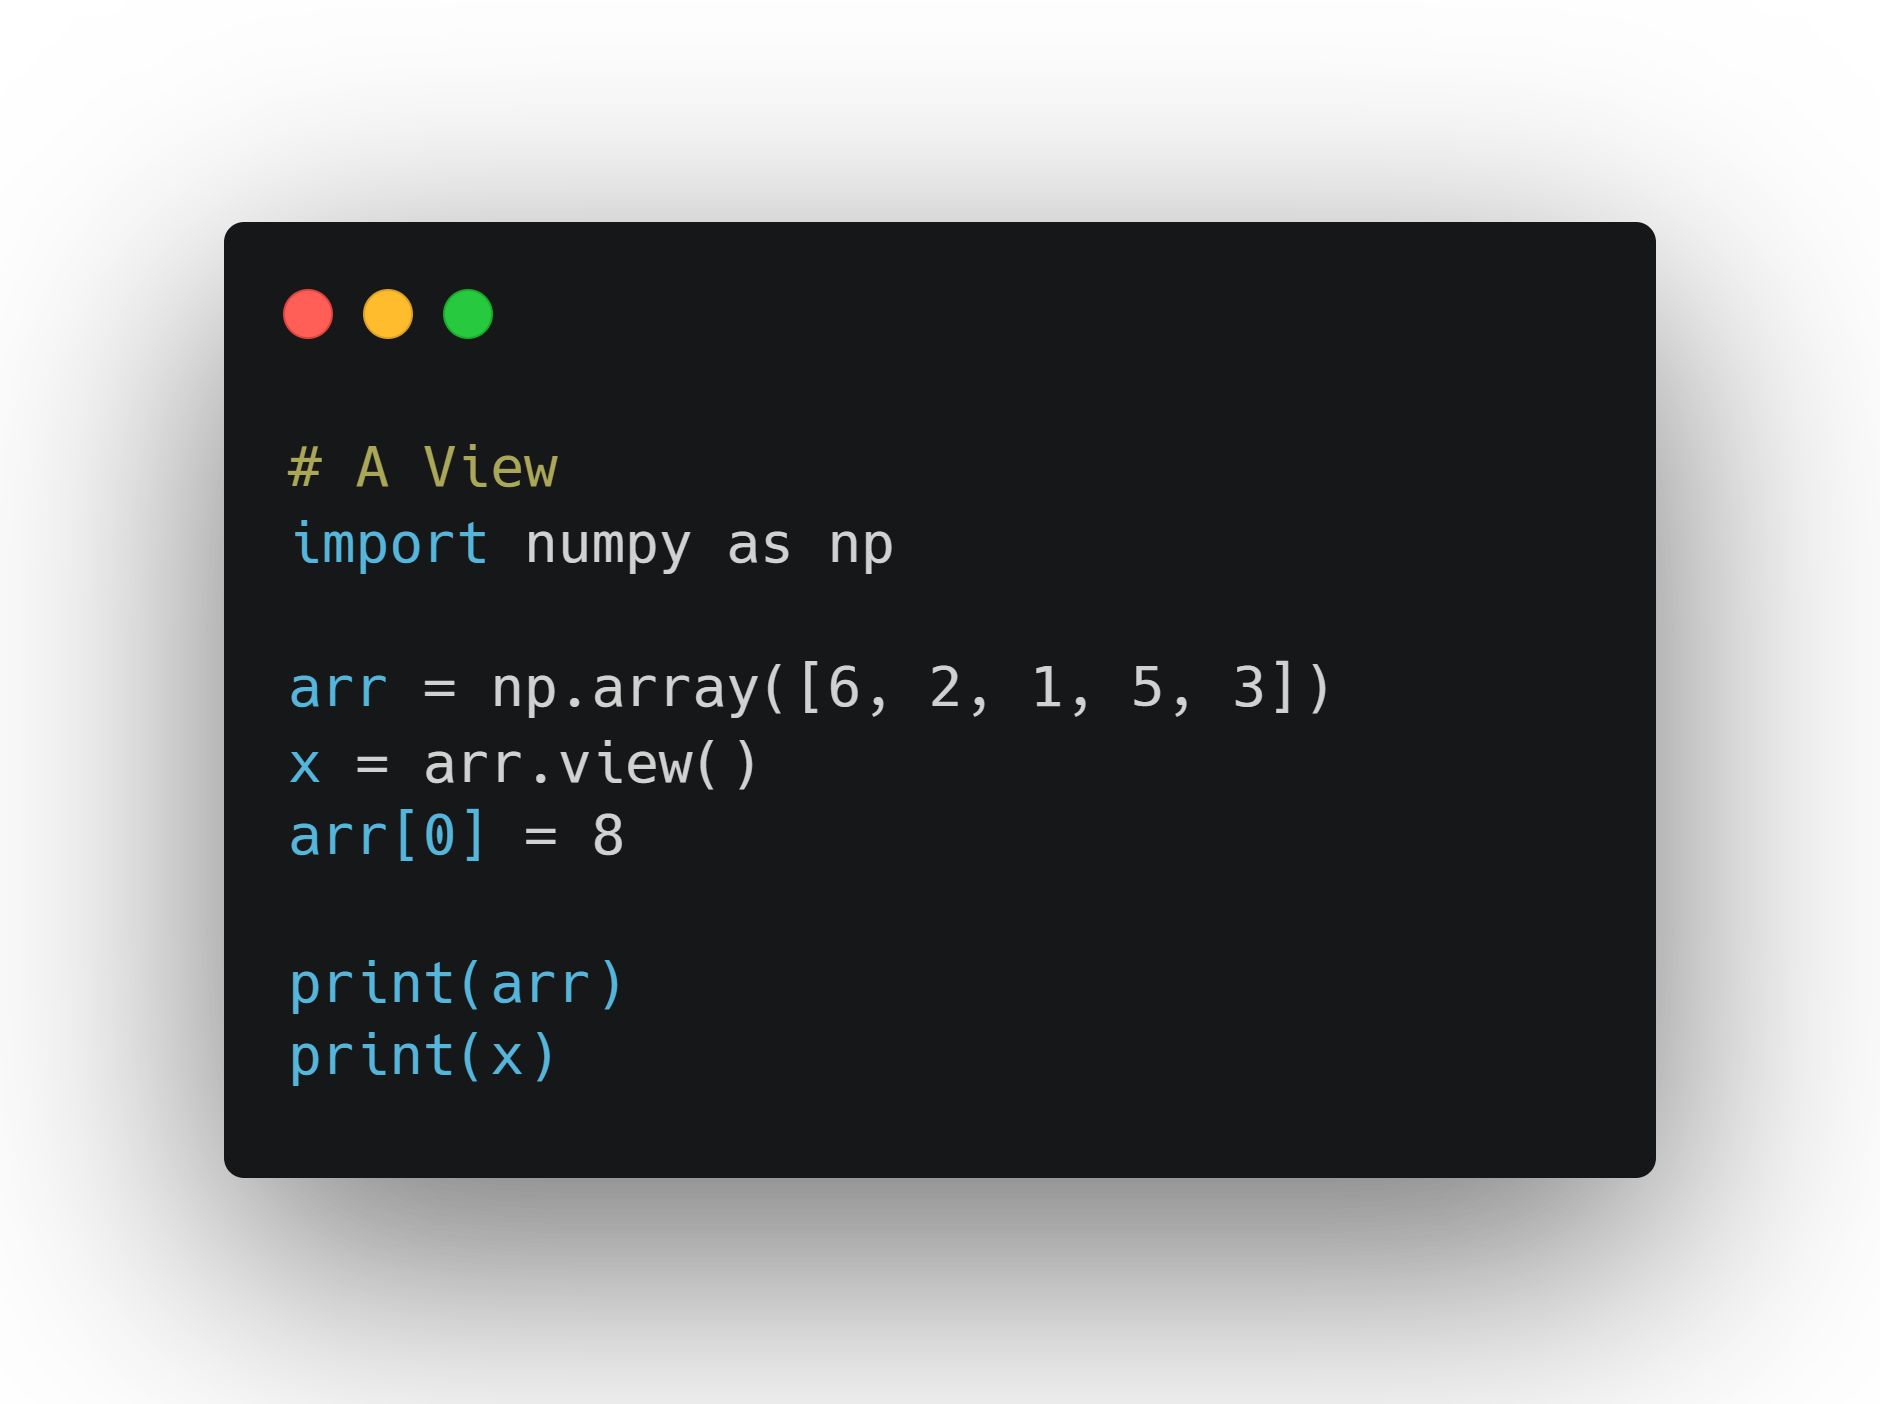 # A View
import numpy as np
arr = np.array([6, 2, 1, 5, 3])
x = arr.view()
arr[0] = 8
print(arr)
print(x)